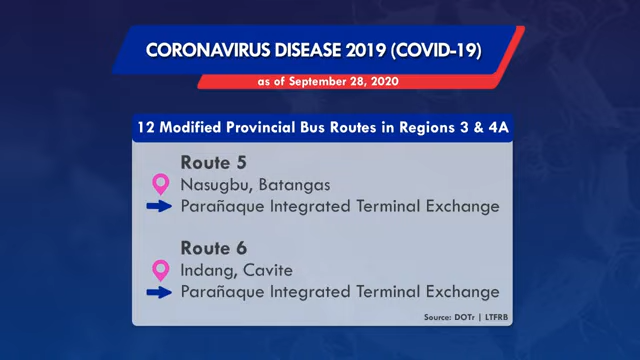 CORONAVIRUS DISEASE 2019 (COVID-19)
as of September 28, 2020
12 Modified Provincial Bus Routes in Regions 3 & 4A
Route 5
Nasugbu, Batangas
Parañaque Integrated Terminal Exchange
Route 6
Indang, Cavite
Parañaque Integrated Terminal Exchange
Source: DOTr | LTFRB